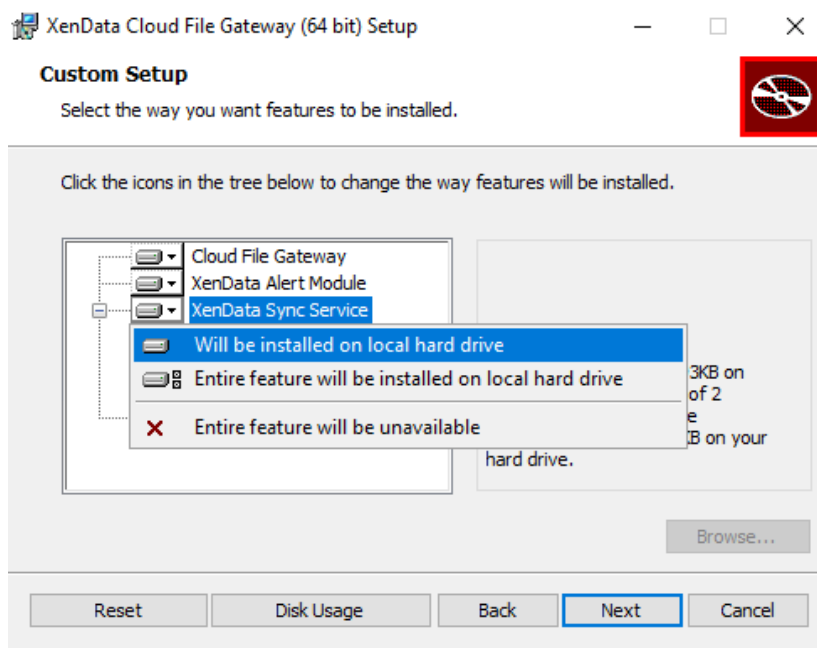 XenData Cloud File Gateway (64 bit) Setup
Custom Setup
Select the way you want features to be installed.
Click the icons in the tree below to change the way features will be installed.
Cloud File Gateway
XenData Alert Module
XenData Sync Service
Will be installed on local hard drive
Entire feature will be installed on local hard drive
Entire feature will be unavailable
3KB on
of 2
e
KB on your
hard drive.
Browse...
Reset
Disk Usage
Back
Next
Cancel